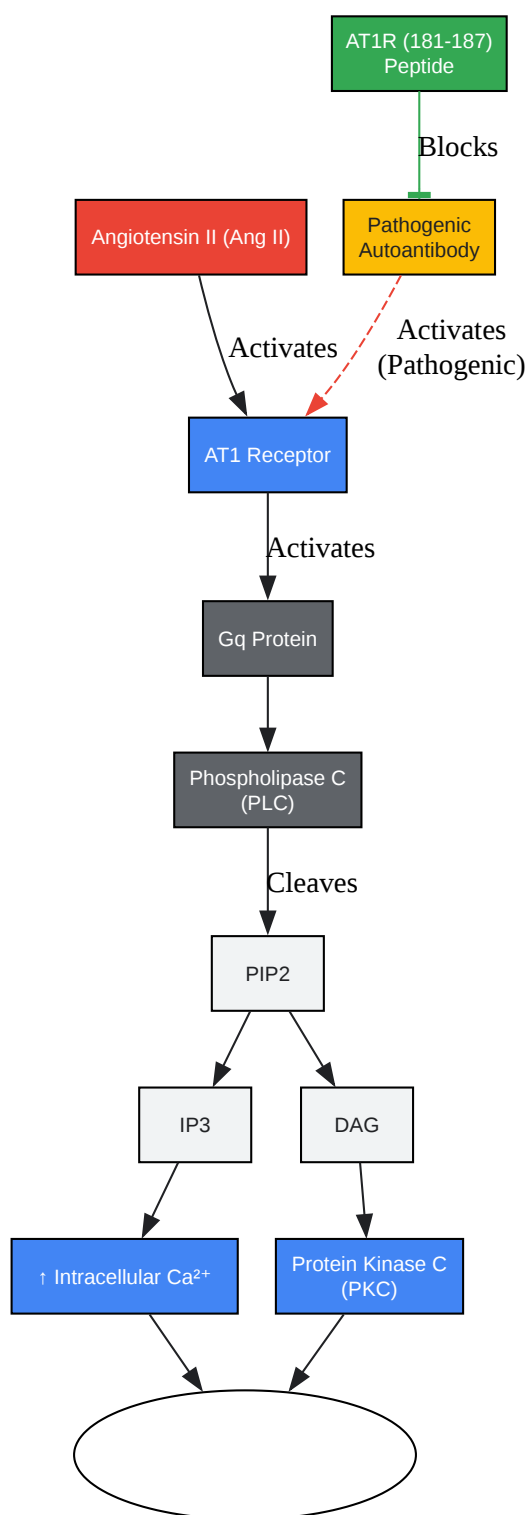 AT1R (181-187)
Peptide
Blocks
Angiotensin II (Ang II)
Pathogenic
Autoantibody
Activates
Activates
(Pathogenic)
AT1 Receptor
Activates
Gq Protein
Phospholipase C
(PLC)
Cleaves
PIP2
IP3
DAG
↑ Intracellular Ca²⁺
Protein Kinase C
(PKC)